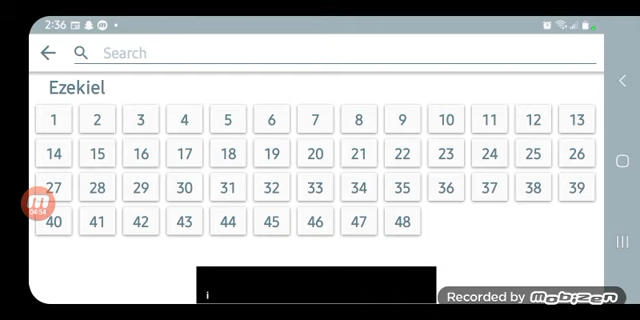 2:36
Search
Ezekiel
1 2 3 4 5 6 7 8 9 10 11 12 13
14 15 16 17 18 19 20 21 22 23 24 25 26
27 28 29 30 31 32 33 34 35 36 37 38 39
04:54
40 41 42 43 44 45 46 47 48
i
Recorded by MOBIZEN